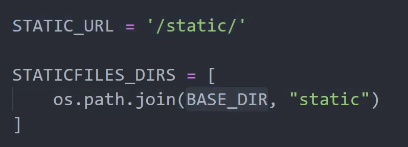 STATIC_URL = '/static/'
STATICFILES_DIRS = [
os.path.join(BASE_DIR, "static")
]